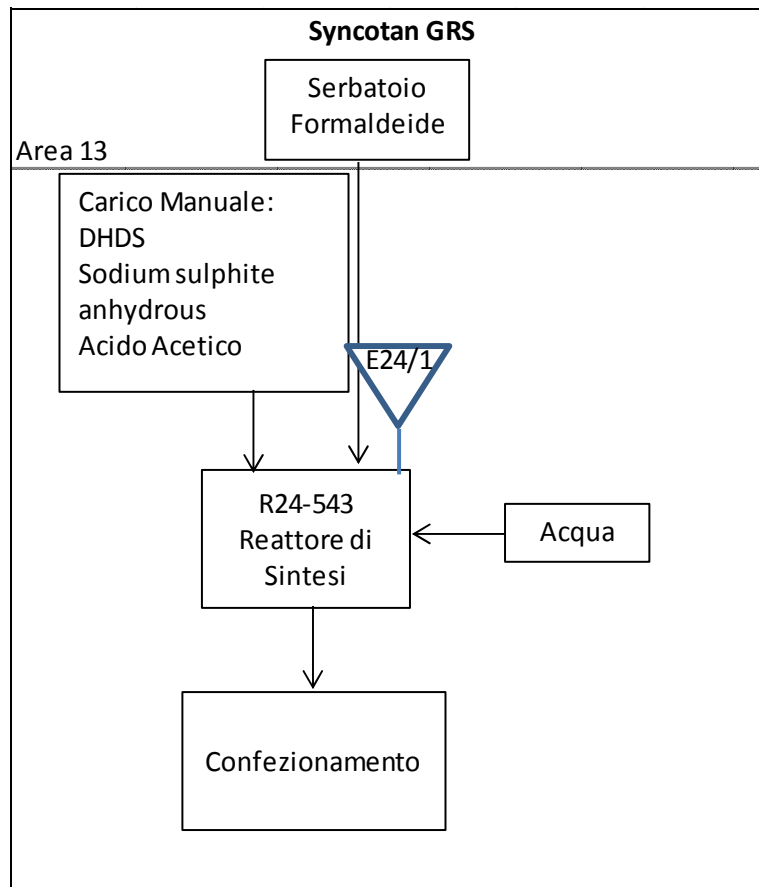 Syncotan GRS
Serbatoio
Formaldeide
Area 13
Carico Manuale:
DHDS
Sodium sulphite
anhydrous
Acido Acetico
E24/1
R24-543
Reattore di
Sintesi
Acqua
Confezionamento